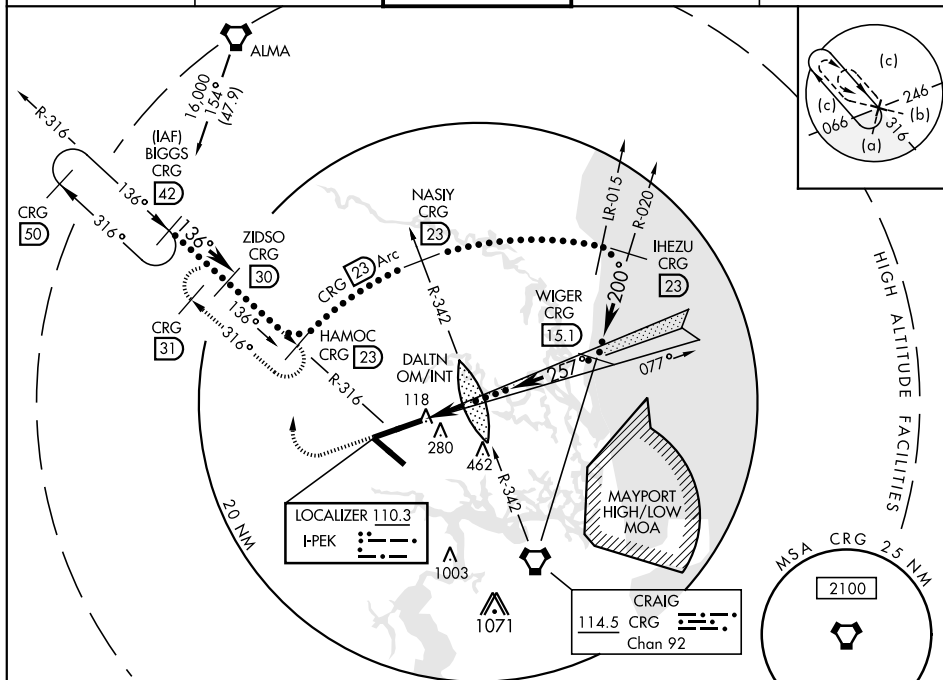 ALMA
16,000
154°
(47.9)
R-316
(IAF)
BIGGS
CRG
42
136°
316°
CRG
50
136°
ZIDSO
CRG
30
136°
316°
CRG
31
HAMOC
CRG 23
R-316
CRG 23 Arc
NASIY
CRG
23
R-342
LR-015
R-020
IHEZU
CRG
23
200°
WIGER
CRG
15.1
257°
077°
DALTN
OM/INT
118
280
462
R-342
LOCALIZER 110.3
I-PEK
20 NM
1003
1071
MAYPORT
HIGH/LOW
MOA
CRAIG
114.5 CRG
Chan 92
HIGH ALTITUDE FACILITIES
MSA CRG 25 NM
2100
(c)
(c)
246
(b)
066
316
(a)